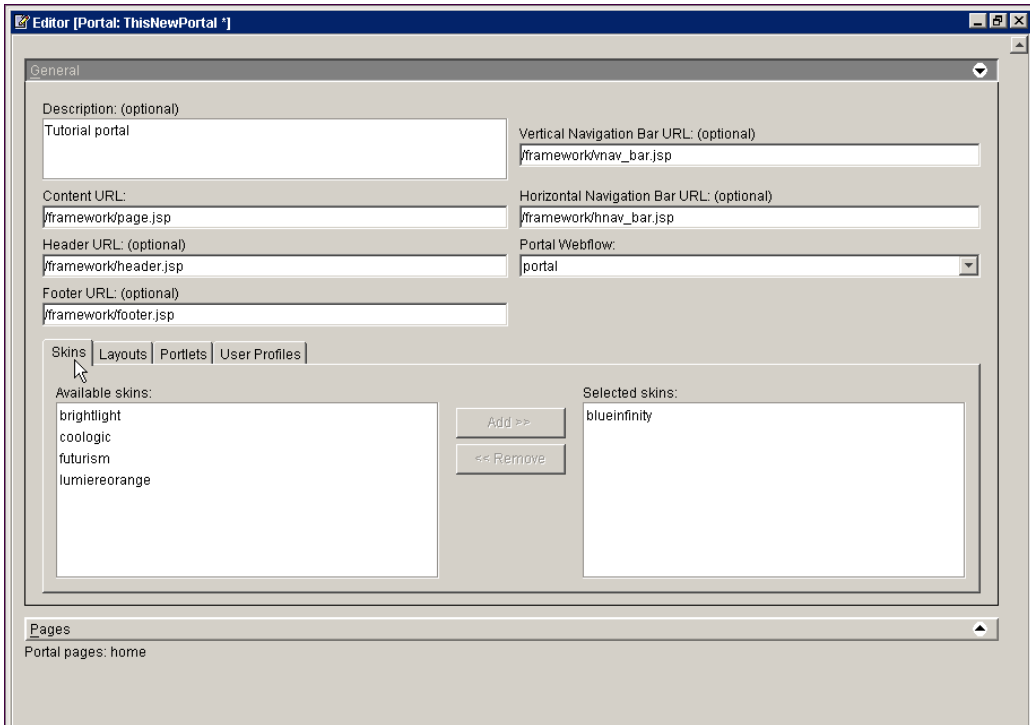 Editor [Portal: ThisNewPortal *]
General
Description: (optional)
Tutorial portal
Vertical Navigation Bar URL: (optional)
/framework/vnav_bar.jsp
Content URL:
/framework/page.jsp
Horizontal Navigation Bar URL: (optional)
/framework/hnav_bar.jsp
Header URL: (optional)
/framework/header.jsp
Portal Webflow:
portal
Footer URL: (optional)
/framework/footer.jsp
Skins Layouts Portlets User Profiles
Available skins:
brightlight
coologic
futurism
lumiereorange
Add >>
<< Remove
Selected skins:
blueinfinity
Pages
Portal pages: home